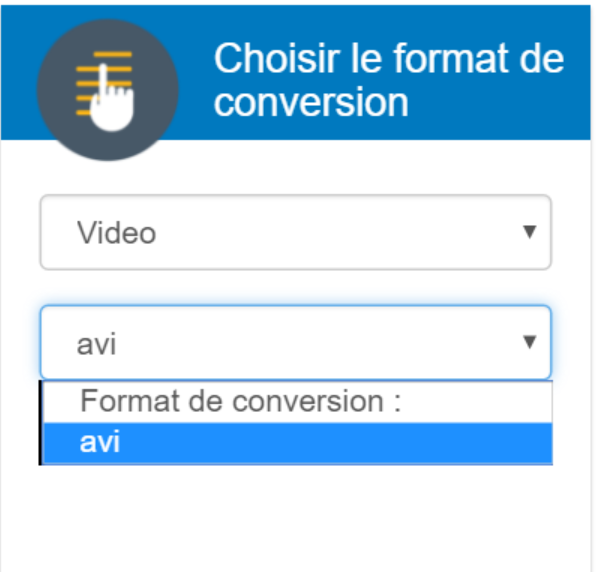 Choisir le format de
conversion
Video
avi
Format de conversion :
avi